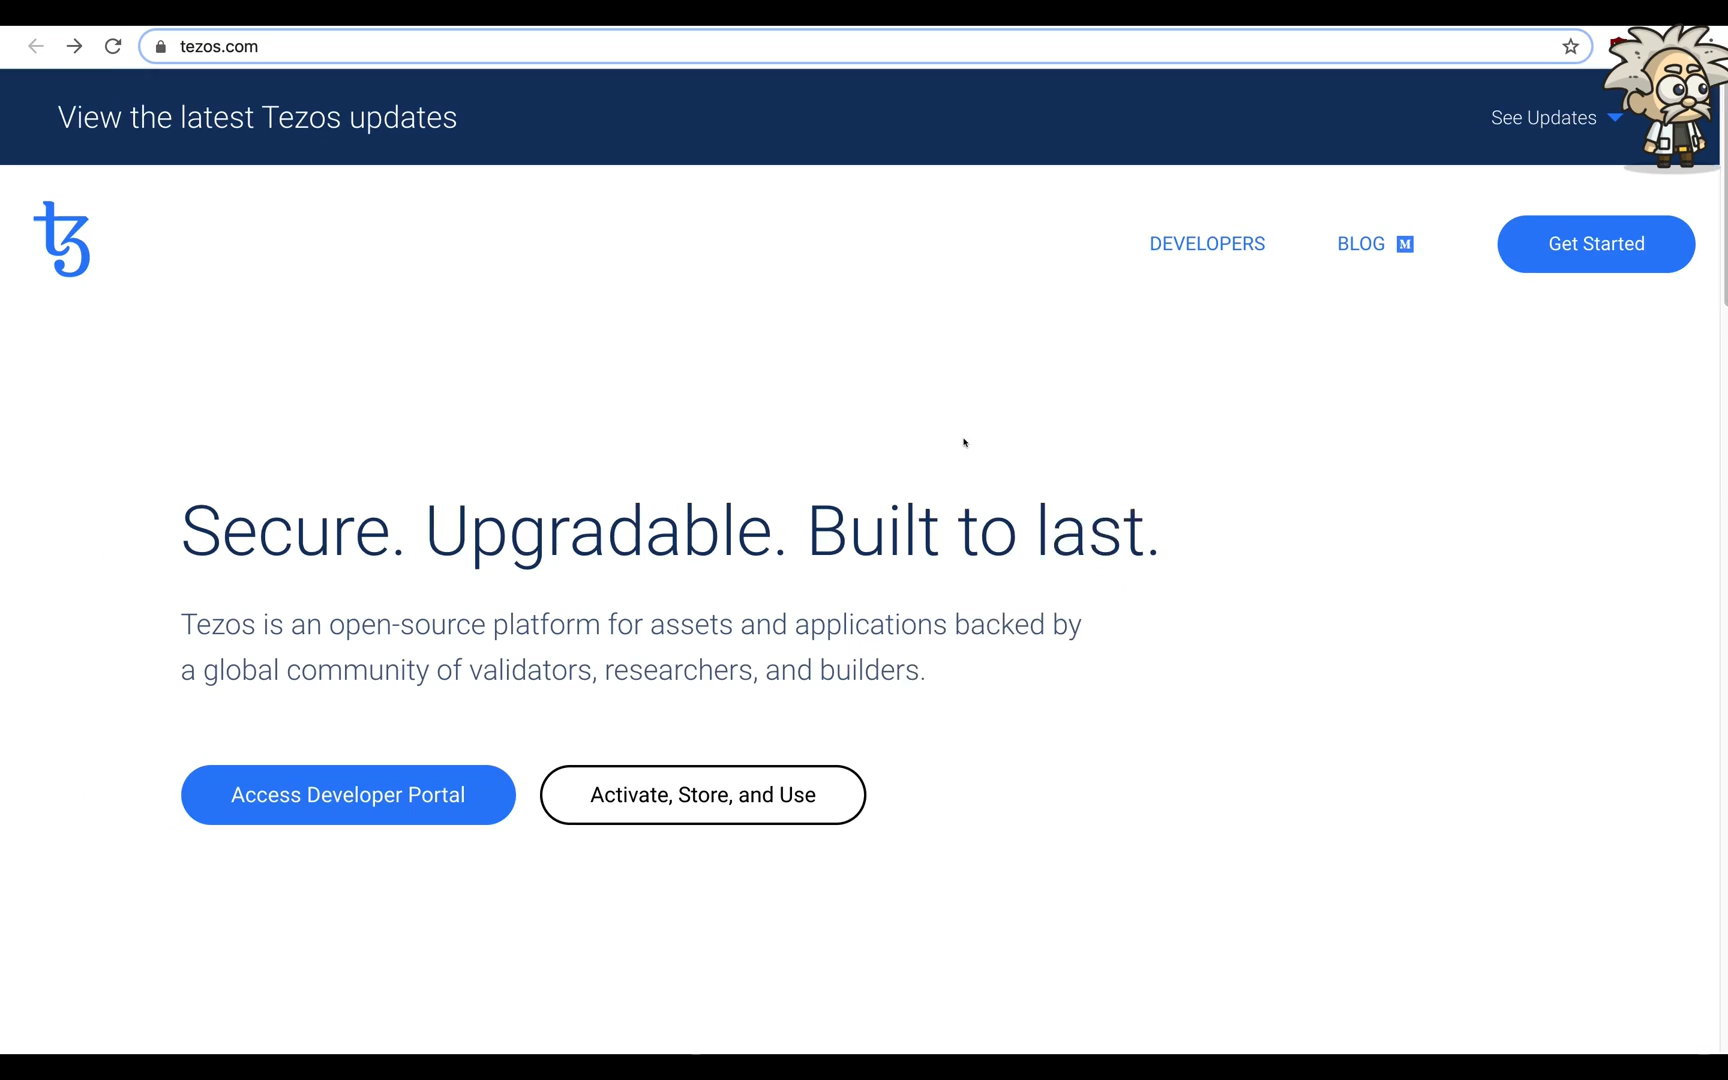 tezos.com
View the latest Tezos updates
See Updates
DEVELOPERS
BLOG
Get Started
Secure. Upgradable. Built to last.
Tezos is an open-source platform for assets and applications backed by
a global community of validators, researchers, and builders.
Access Developer Portal
Activate, Store, and Use